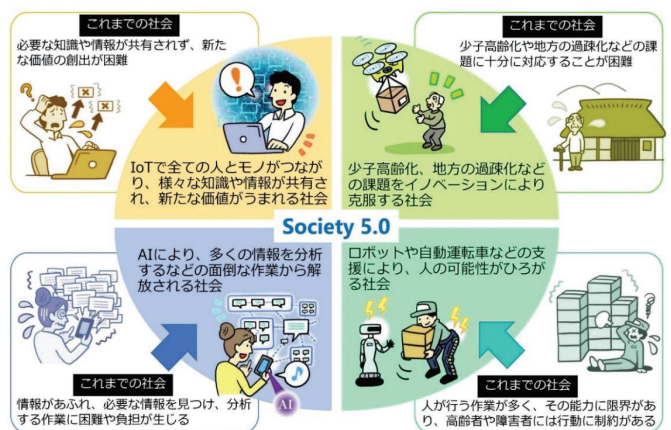 これまでの社会
必要な知識や情報が共有されず、新た
な価値の創出が困難
IoTで全ての人とモノがつなが
り、様々な知識や情報が共有さ
れ、新たな価値がうまれる社会
これまでの社会
少子高齢化や地方の過疎化などの課
題に十分に対応することが困難
少子高齢化、地方の過疎化など
の課題をイノベーションにより
克服する社会
Society 5.0
AIにより、多くの情報を分析
するなどの面倒な作業から解
放される社会
AI
これまでの社会
情報があふれ、必要な情報を見つけ、分析
する作業に困難や負担が生じる
ロボットや自動運転車などの支
援により、人の可能性がひろが
る社会
これまでの社会
人が行う作業が多く、その能力に限界があ
り、高齢者や障害者には行動に制約がある